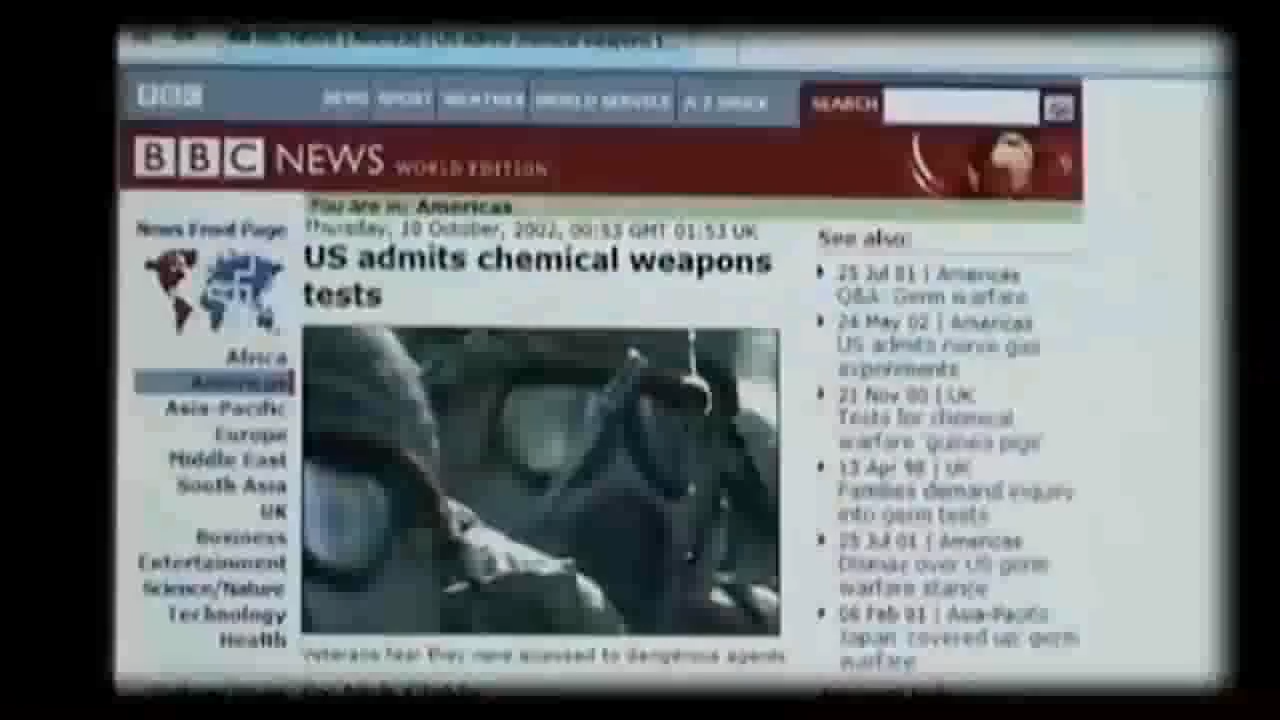 BBC
NEWS SPORT WEATHER WORLD SERVICE A-Z INDEX
SEARCH
BBC NEWS WORLD EDITION
You are in: Americas
Thursday, 10 October, 2002, 00:53 GMT 01:53 UK
US admits chemical weapons
tests
News Front Page
Africa
Americas
Asia-Pacific
Europe
Middle East
South Asia
UK
Business
Entertainment
Science/Nature
Technology
Health
Veterans fear they were exposed to dangerous agents
See also:
25 Jul 01 | Americas
Q&A: Germ warfare
24 May 02 | Americas
US admits nerve gas
experiments
21 Nov 00 | UK
Tests for chemical
warfare 'guinea pigs'
13 Apr 98 | UK
Families demand inquiry
into germ tests
25 Jul 01 | Americas
Dismay over US germ
warfare stance
06 Feb 01 | Asia-Pacific
Japan 'covered up' germ
warfare